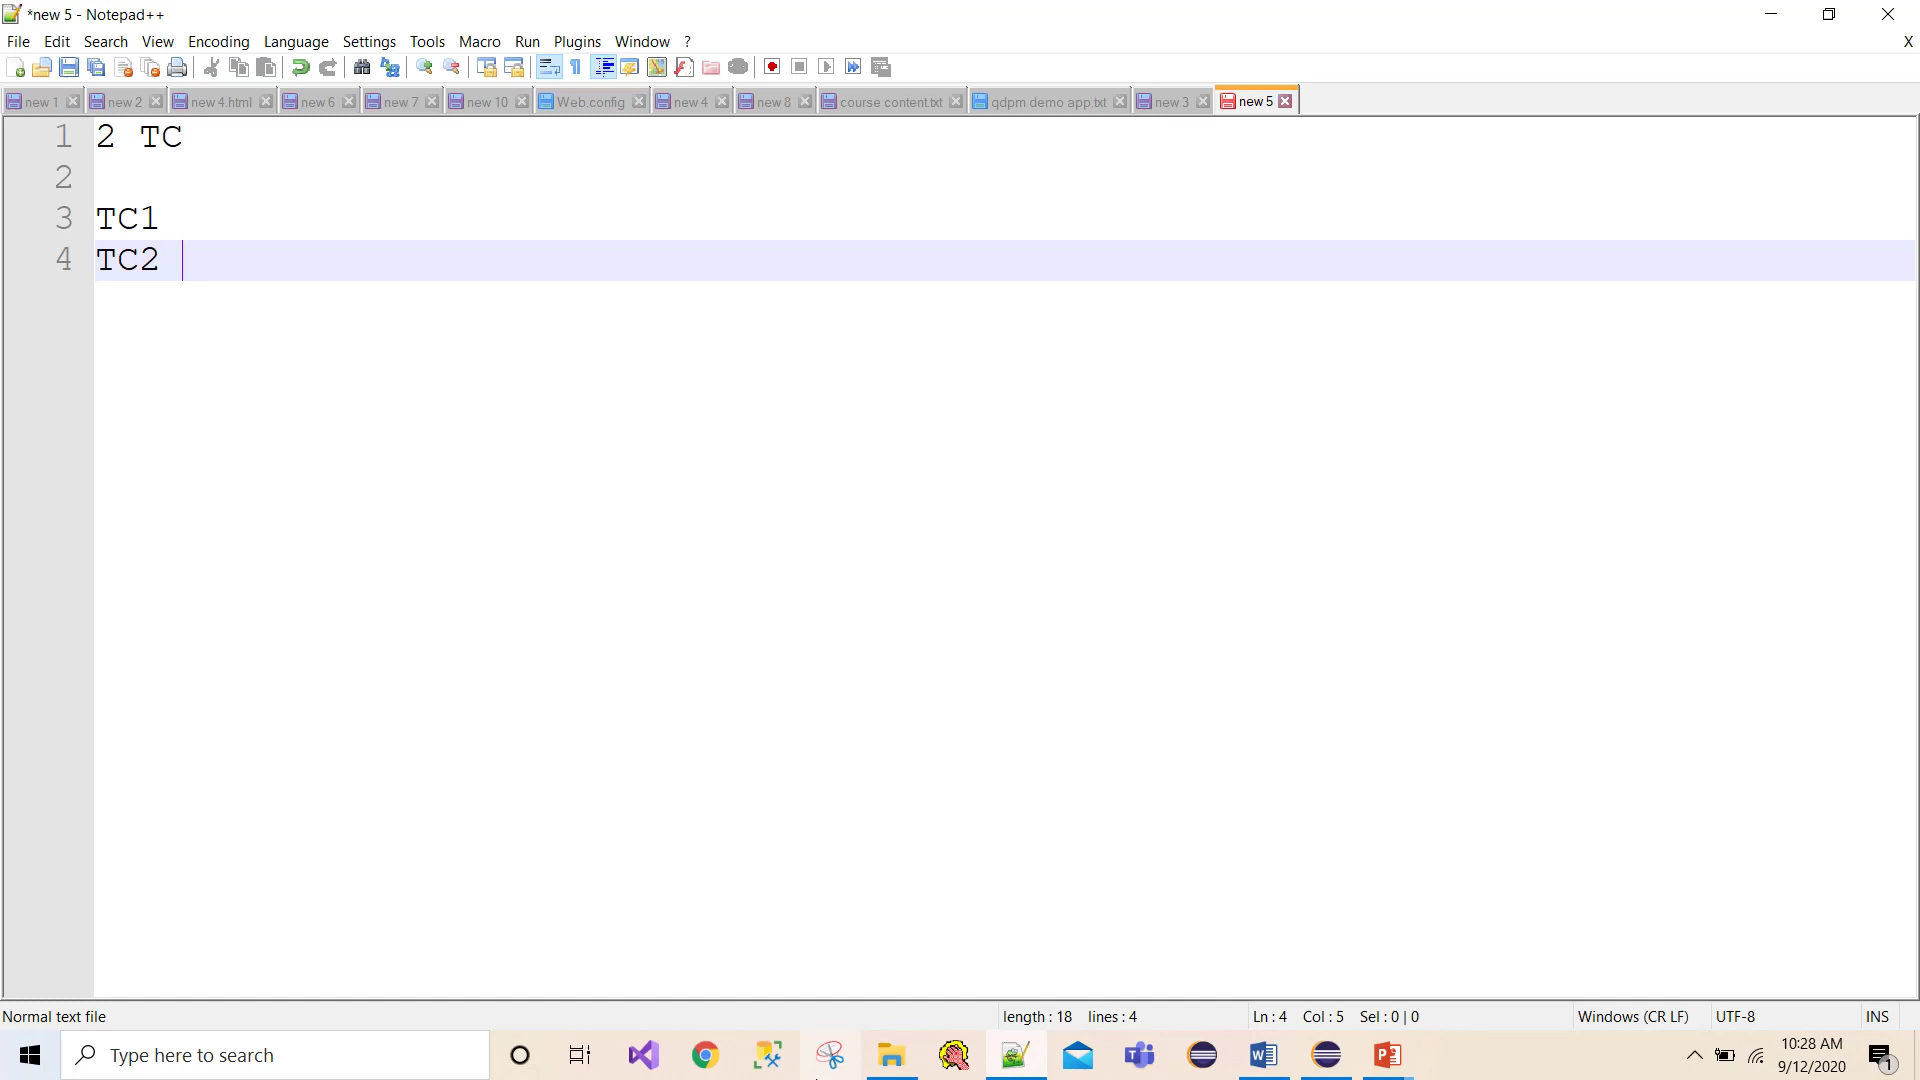 *new 5 - Notepad++
File Edit Search View Encoding Language Settings Tools Macro Run Plugins Window ? X
new 1 new 2 new 4.html new 6 new 7 new 10 Web.config new 4 new 8 course content.txt qdpm demo app.txt new 3 new 5
1 2 TC
2
3 TC1
4 TC2
Normal text file length : 18 lines : 4 Ln : 4 Col : 5 Sel : 0 | 0 Windows (CR LF) UTF-8 INS
Type here to search
10:28 AM
9/12/2020
1